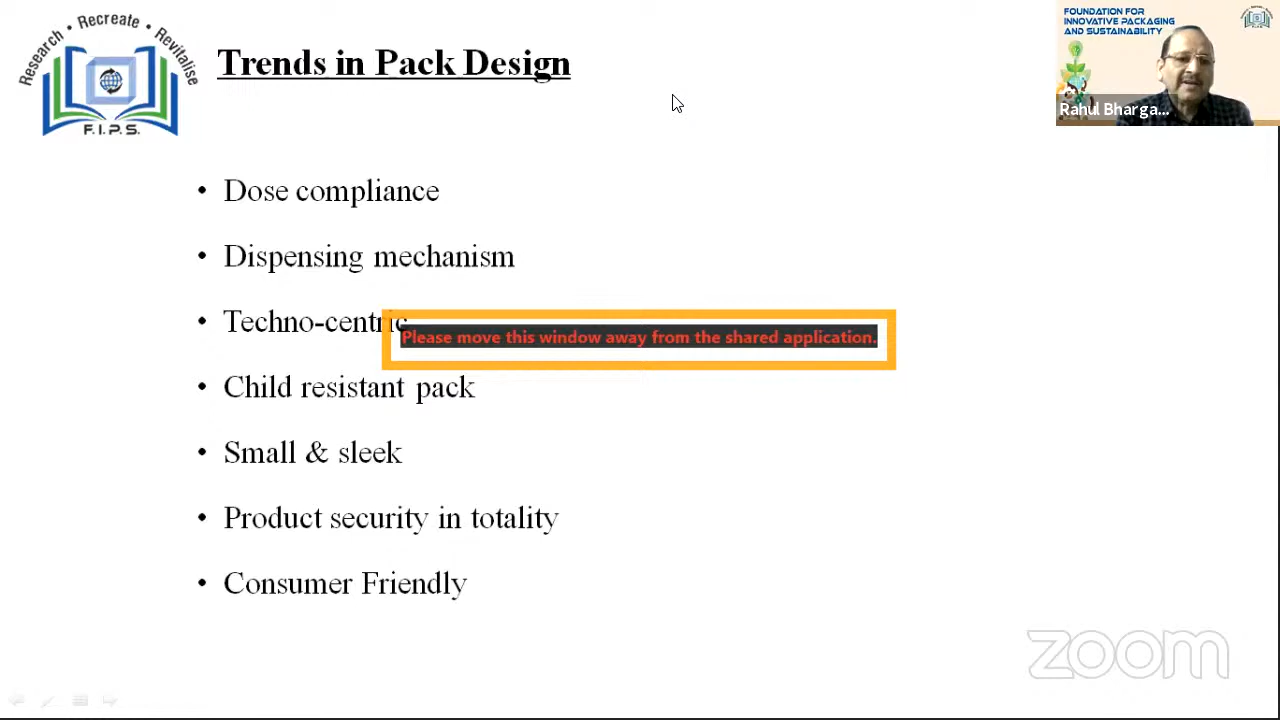 Research • Recreate • Revitalise
F.I.P.S.
Trends in Pack Design
FOUNDATION FOR
INNOVATIVE PACKAGING
AND SUSTAINABILITY
Rahul Bharga...
• Dose compliance
• Dispensing mechanism
• Techno-centric
Please move this window away from the shared application.
• Child resistant pack
• Small & sleek
• Product security in totality
• Consumer Friendly
zoom